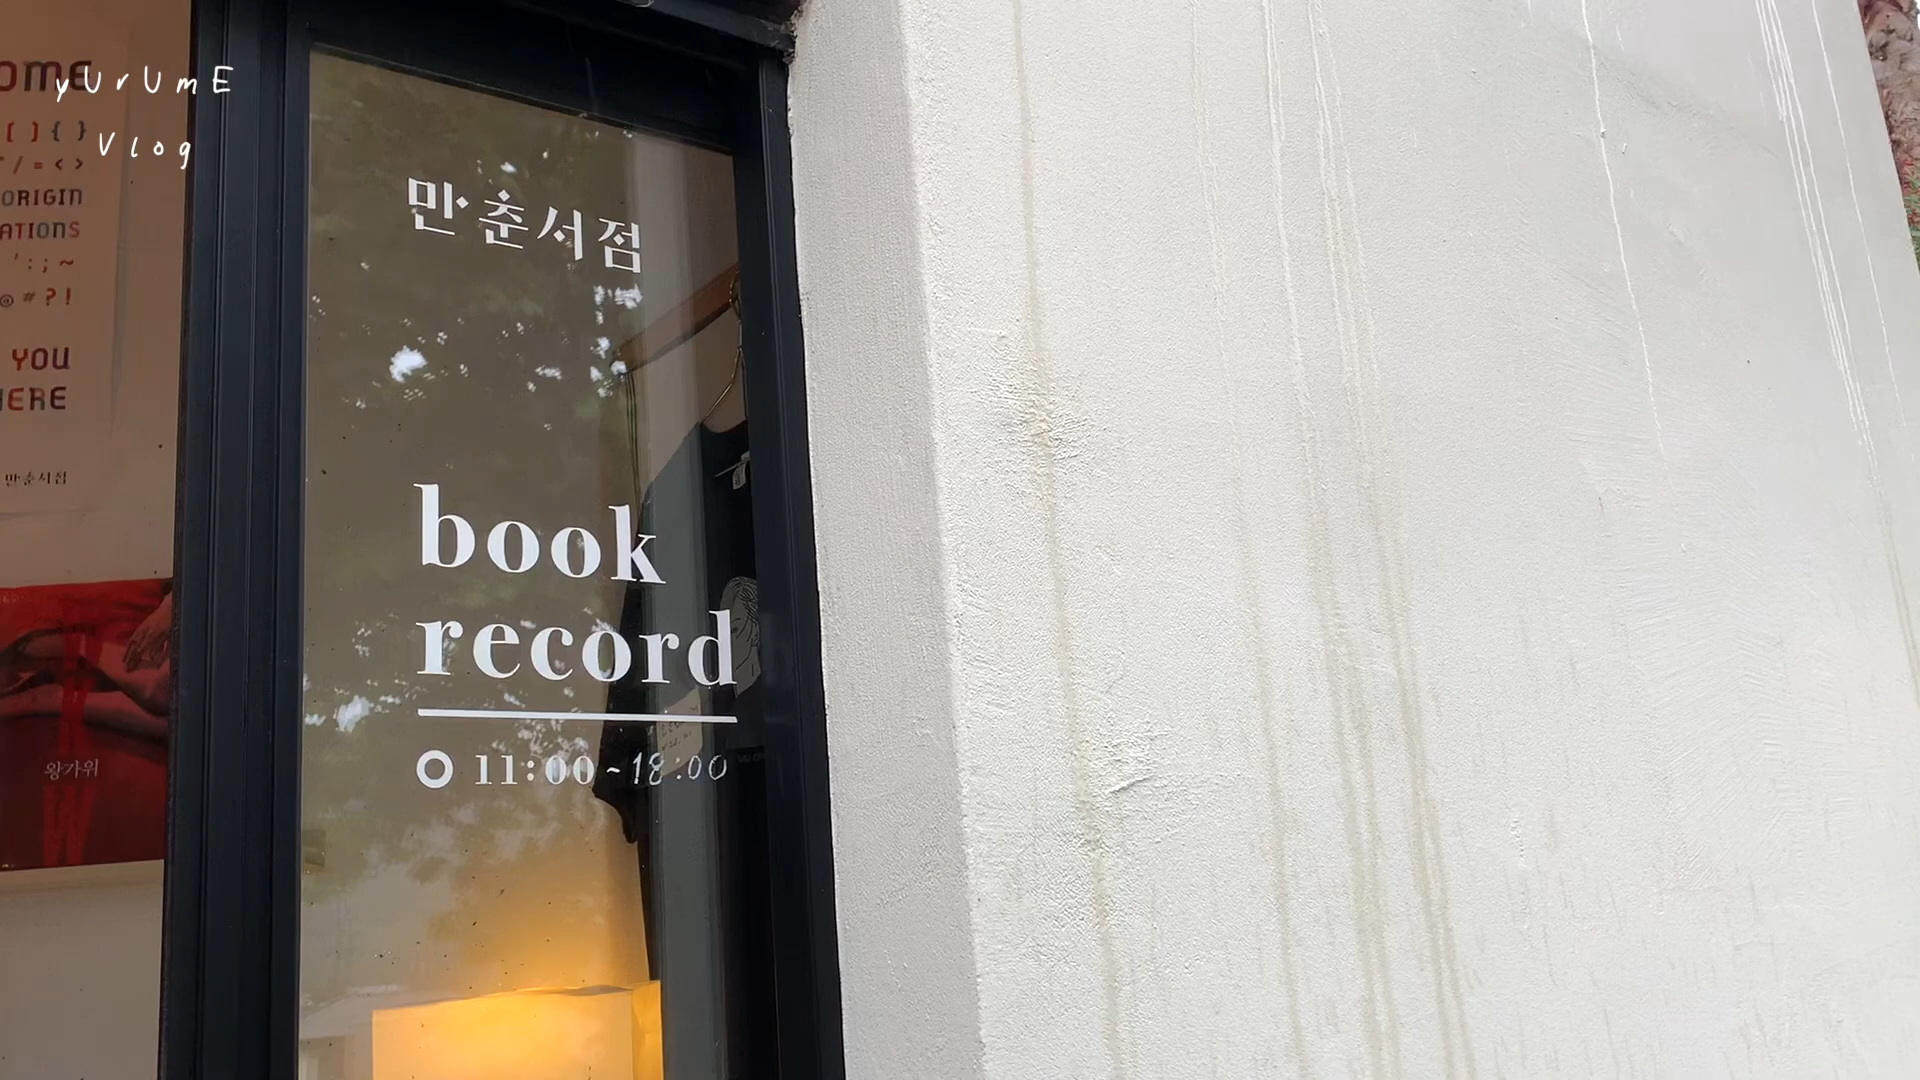 yUrUmE
Vlog
OME
[ ] { }
/ = < >
ORIGIN
ATIONS
' : ; ~
@ # ? !
YOU
HERE
만춘서점
왕가위
만춘서점
book
record
11:00~18:00